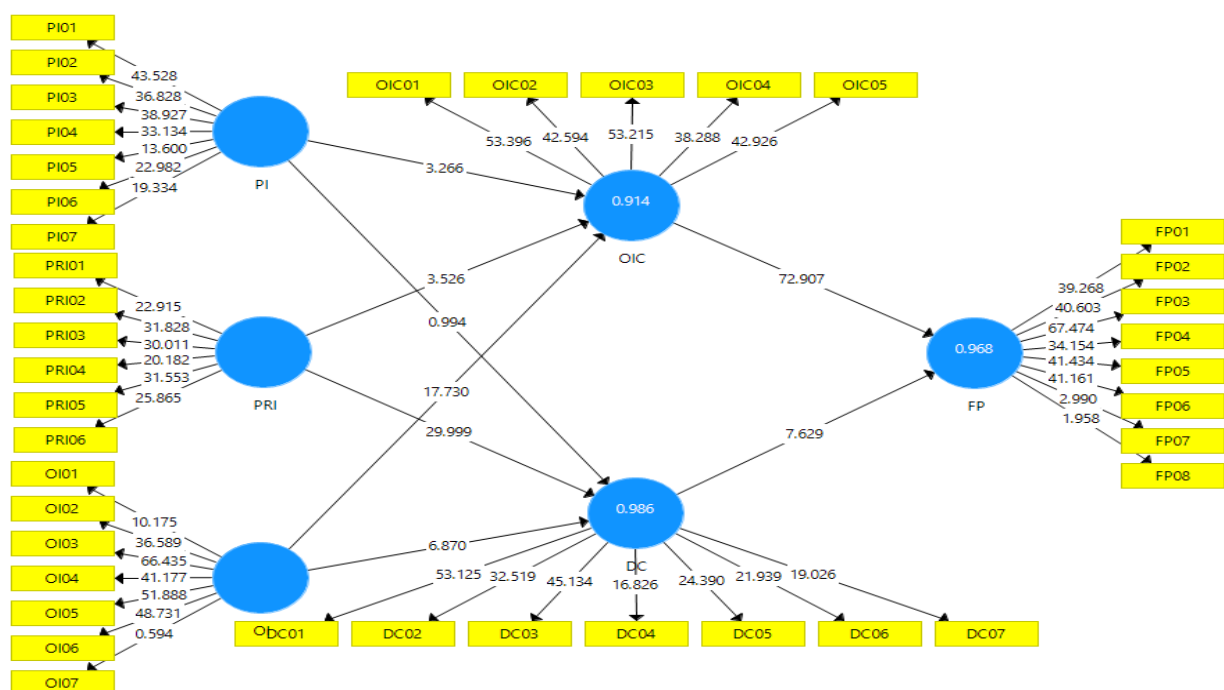 PI01
PI02
PI03
PI04
PI05
PI06
PI07
43.528
36.828
38.927
33.134
13.600
22.982
19.334
PI
PRI01
PRI02
PRI03
PRI04
PRI05
PRI06
22.915
31.828
30.011
20.182
31.553
25.865
PRI
OI01
OI02
OI03
OI04
OI05
OI06
OI07
10.175
36.589
66.435
41.177
51.888
48.731
0.594
OI
3.266
3.526
0.994
17.730
29.999
6.870
OIC01
OIC02
OIC03
OIC04
OIC05
53.396
42.594
53.215
38.288
42.926
0.914
OIC
0.986
DC
53.125
32.519
45.134
16.826
24.390
21.939
19.026
DC01
DC02
DC03
DC04
DC05
DC06
DC07
72.907
7.629
0.968
FP
39.268
40.603
67.474
34.154
41.434
41.161
2.990
1.958
FP01
FP02
FP03
FP04
FP05
FP06
FP07
FP08